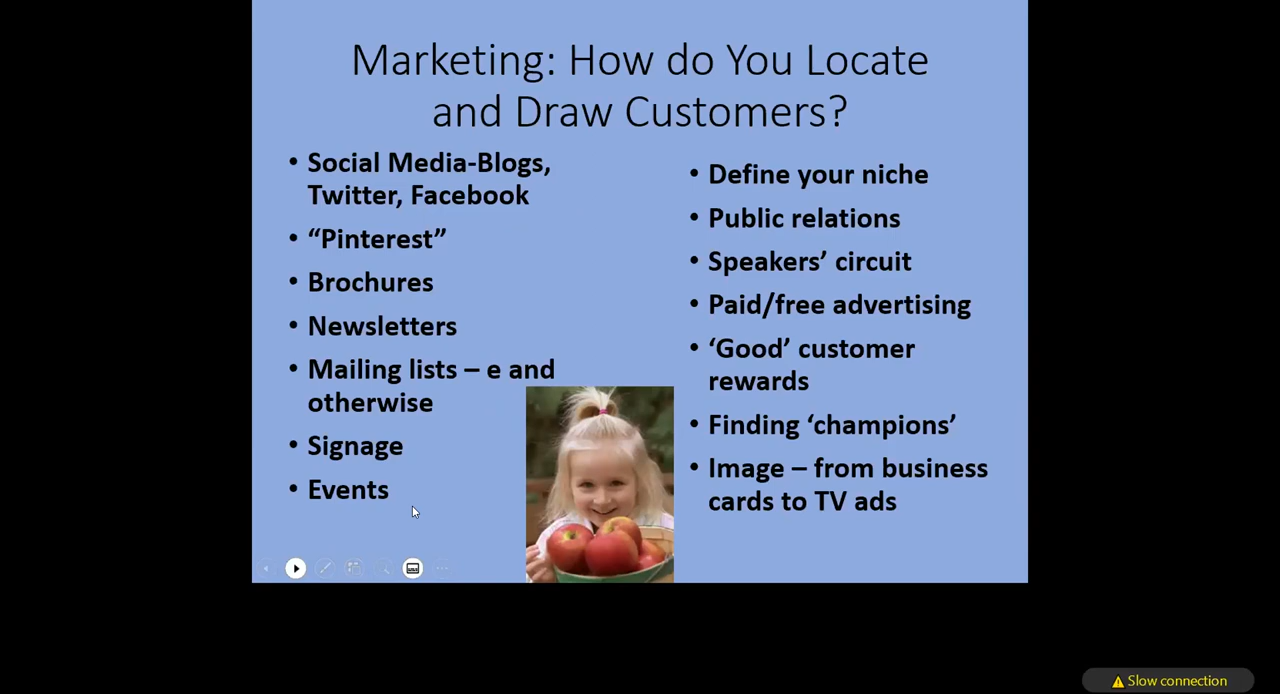 Marketing: How do You Locate
and Draw Customers?
• Social Media-Blogs,
Twitter, Facebook
• “Pinterest”
• Brochures
• Newsletters
• Mailing lists – e and
otherwise
• Signage
• Events
• Define your niche
• Public relations
• Speakers’ circuit
• Paid/free advertising
• ‘Good’ customer
rewards
• Finding ‘champions’
• Image – from business
cards to TV ads
Slow connection